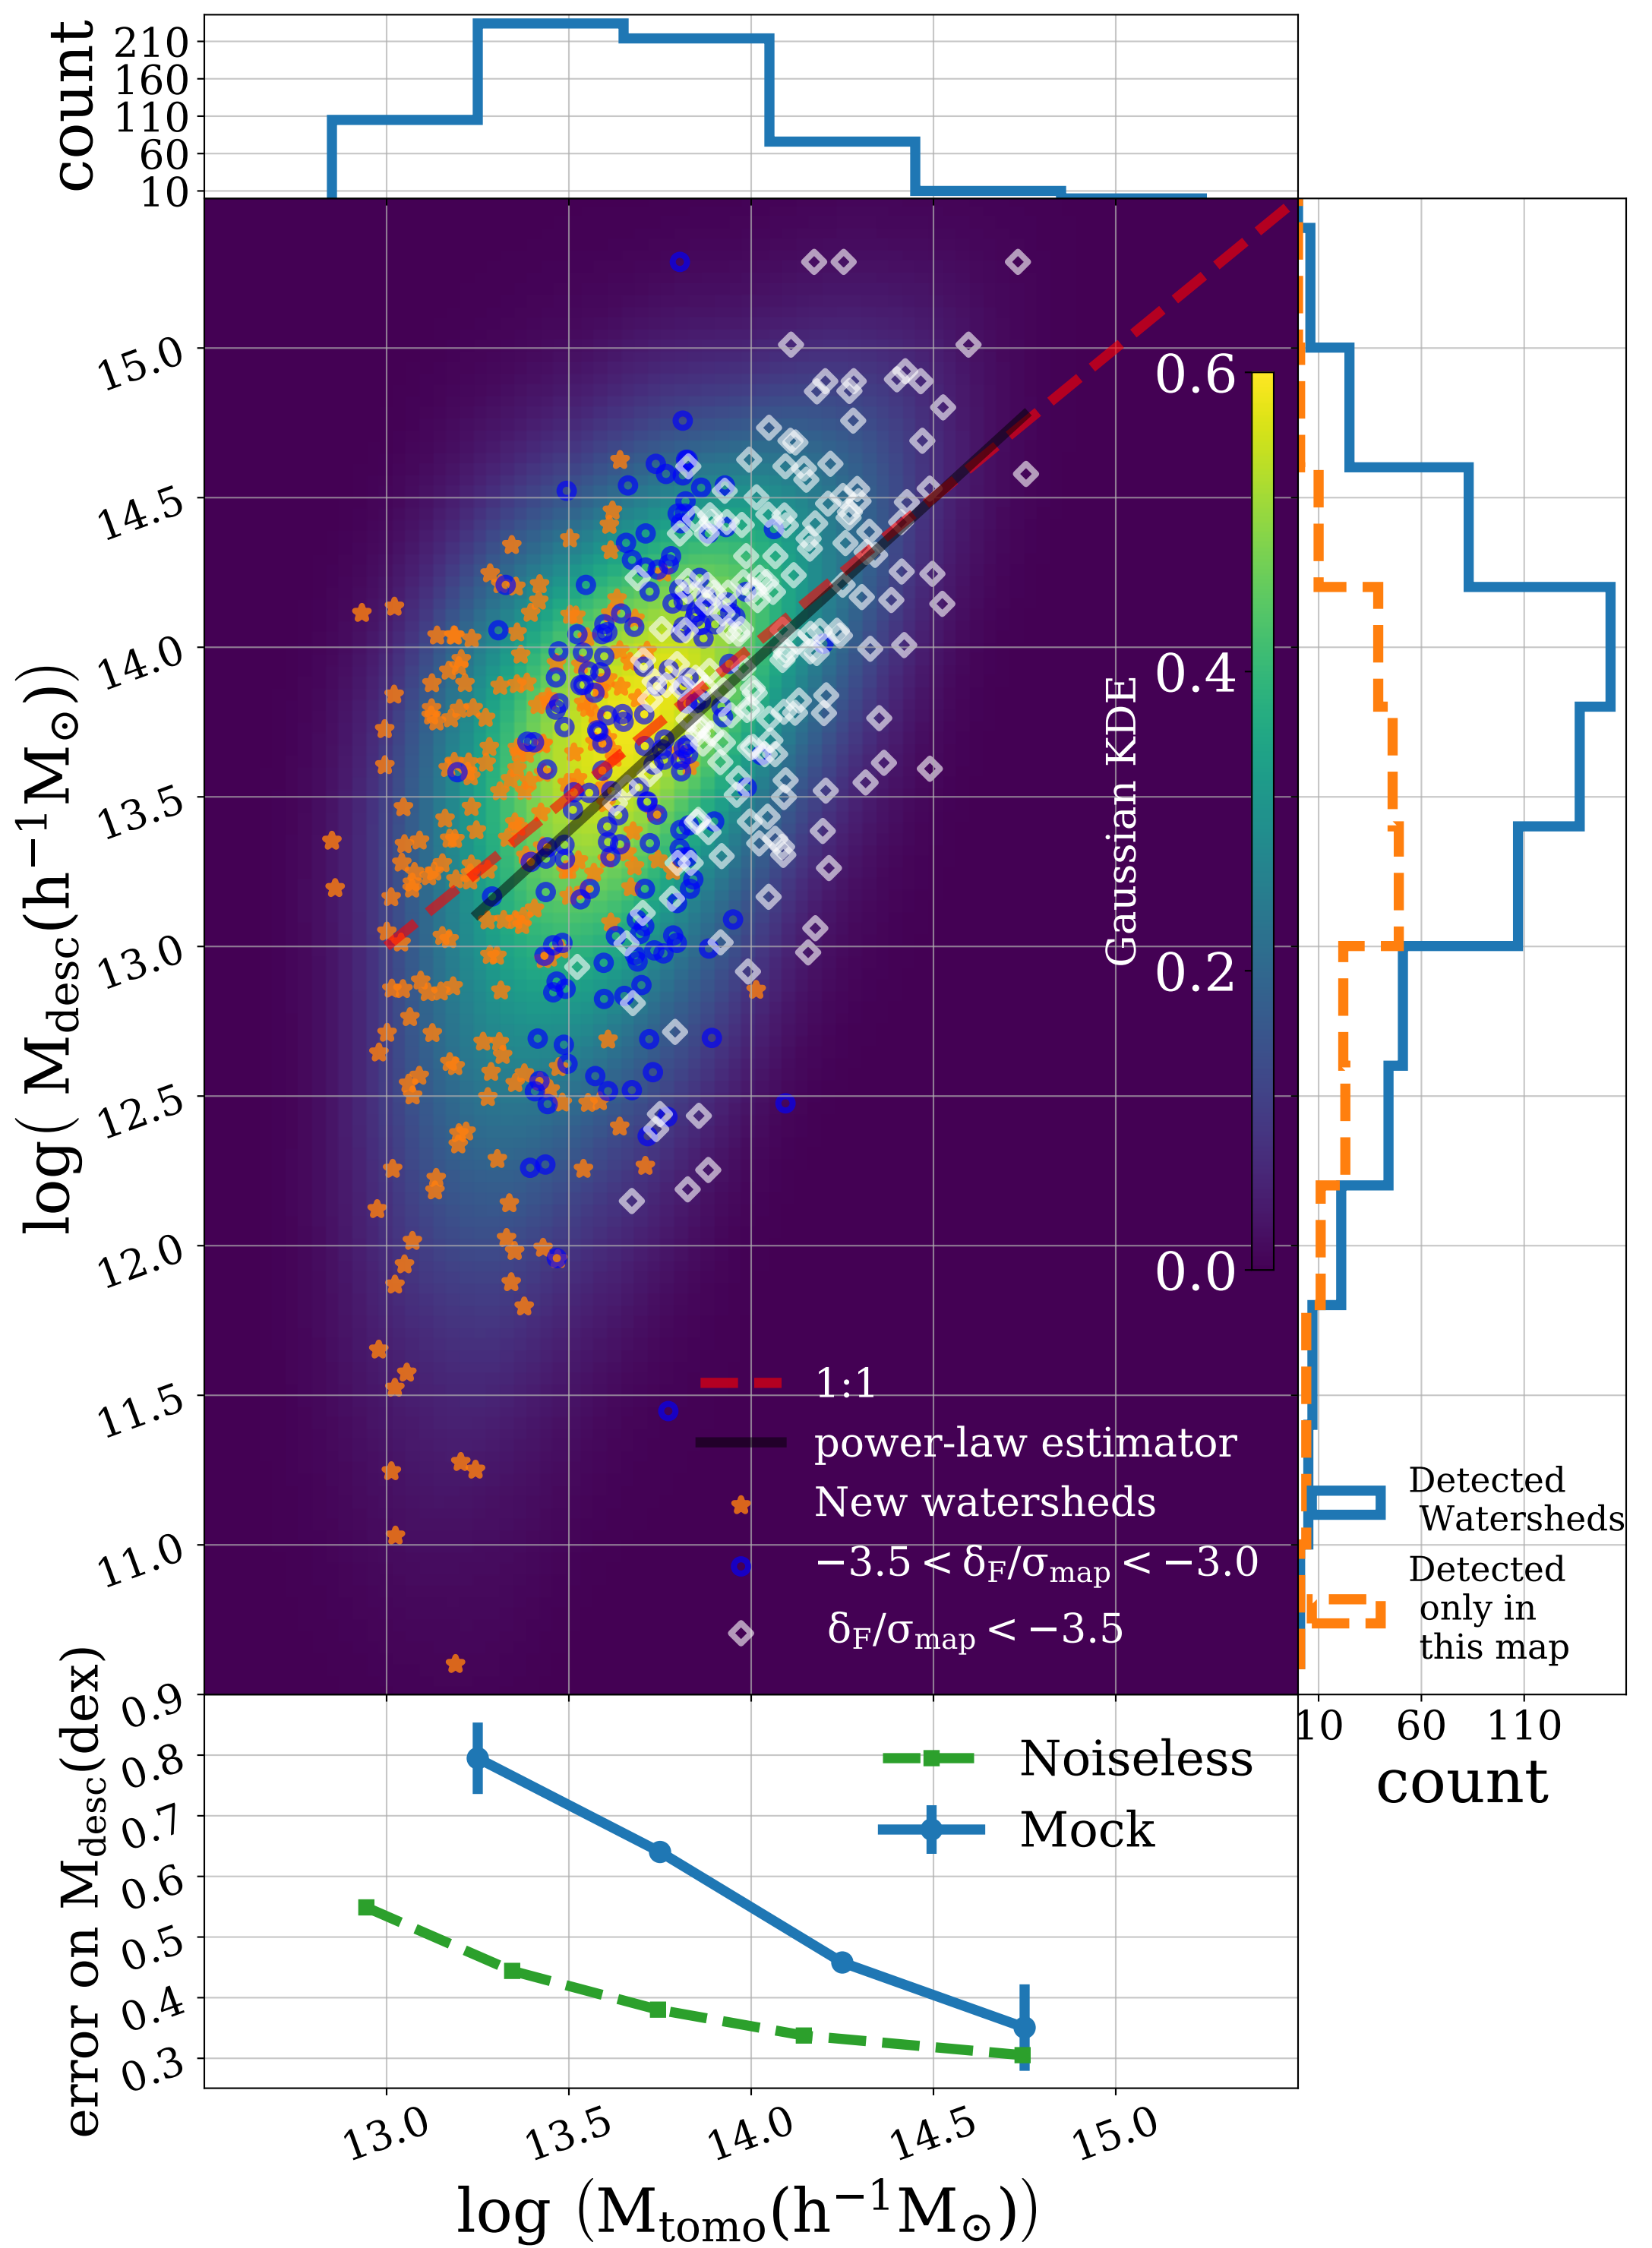 count
210
160
110
60
10
log( M_desc(h⁻¹M⊙))
15.0
14.5
14.0
13.5
13.0
12.5
12.0
11.5
11.0
0.6
0.4
0.2
0.0
Gaussian KDE
1:1
power-law estimator
New watersheds
−3.5 < δ_F/σ_map < −3.0
δ_F/σ_map < −3.5
Detected
Watersheds
Detected
only in
this map
10 60 110
count
error on M_desc(dex)
0.9
0.8
0.7
0.6
0.5
0.4
0.3
Noiseless
Mock
13.0 13.5 14.0 14.5 15.0
log (M_tomo(h⁻¹M⊙))